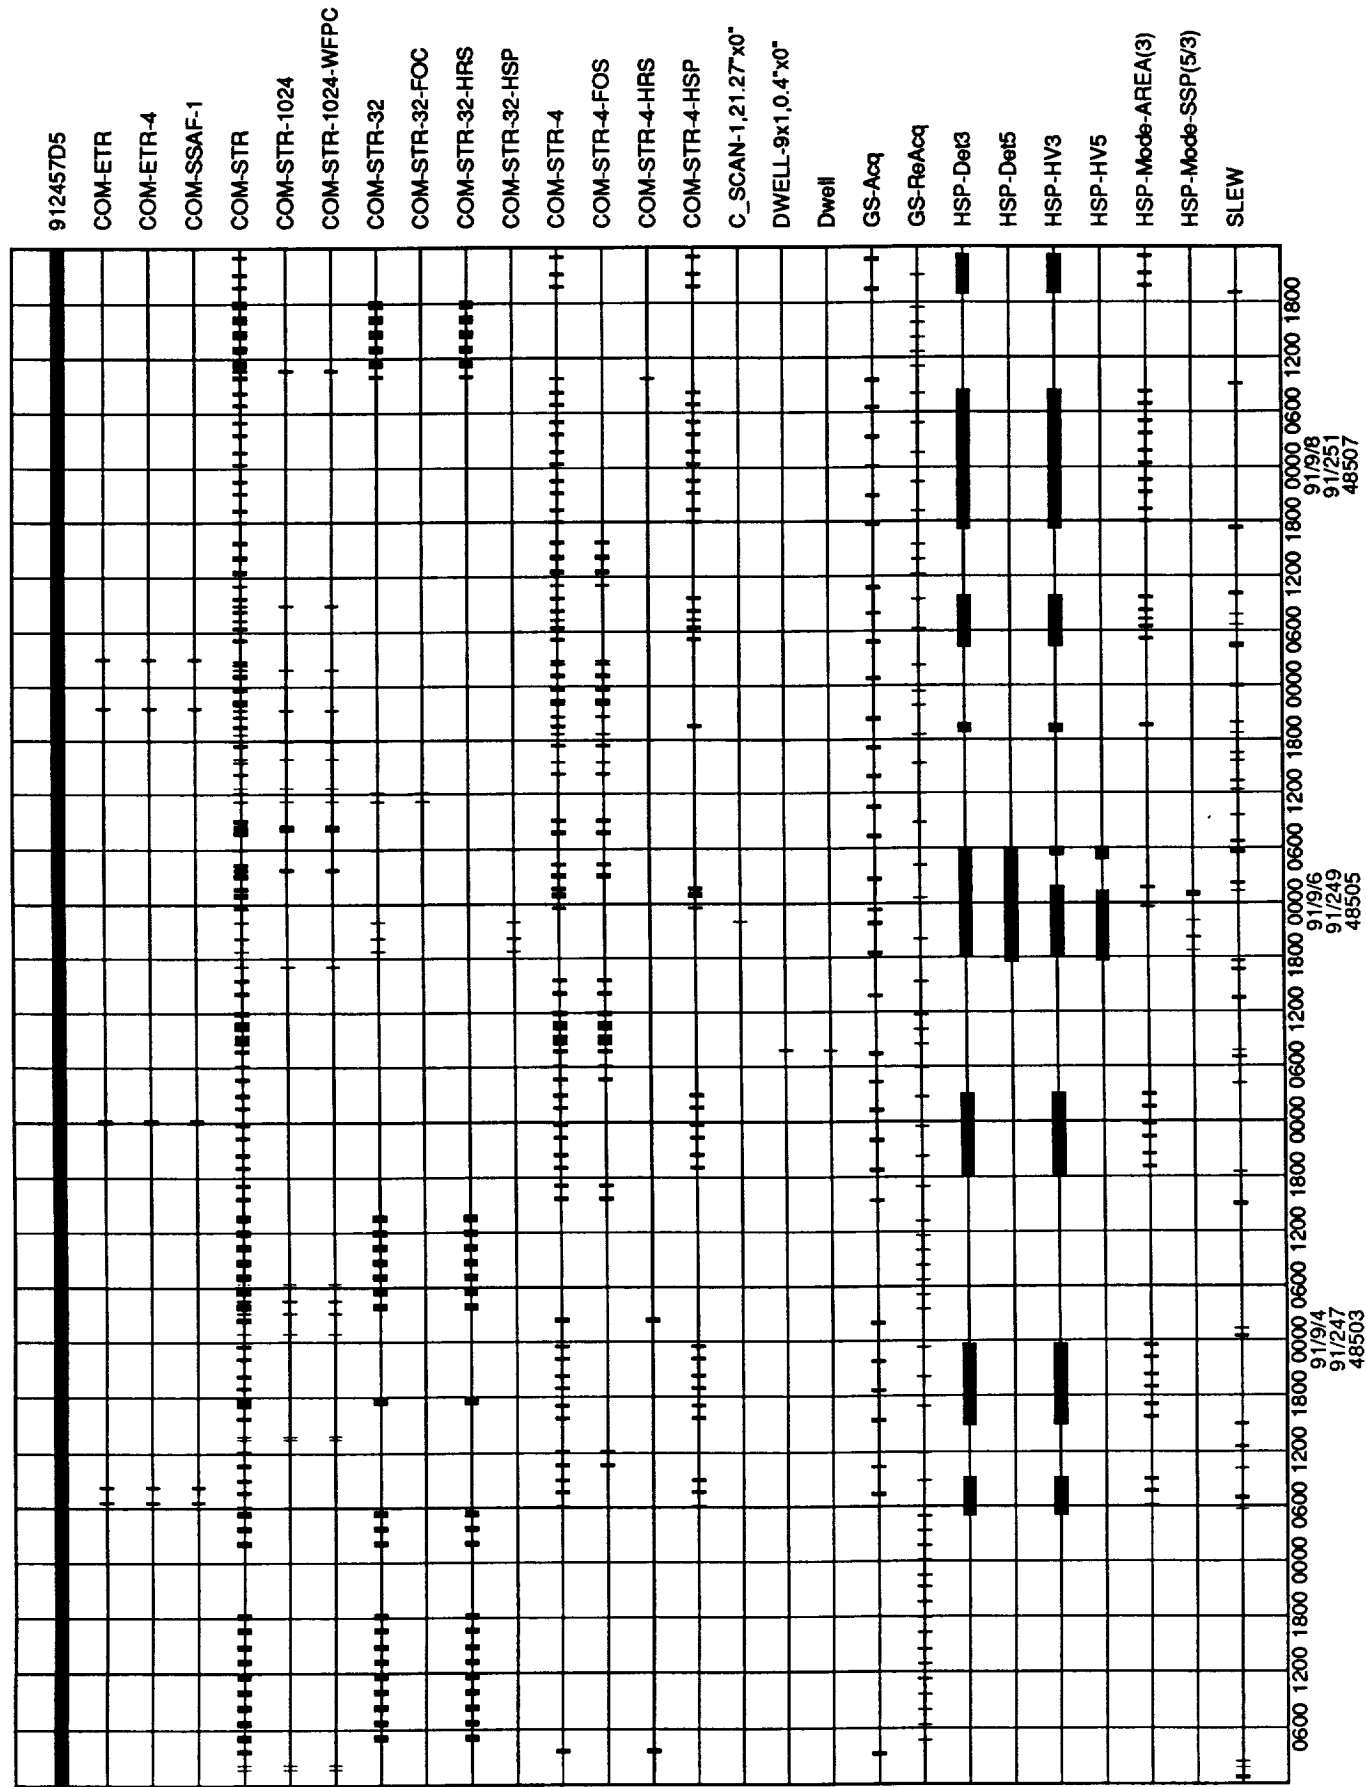 912457D5
COM-ETR
COM-ETR-4
COM-SSAF-1
COM-STR
COM-STR-1024
COM-STR-1024-WFPC
COM-STR-32
COM-STR-32-FOC
COM-STR-32-HRS
COM-STR-32-HSP
COM-STR-4
COM-STR-4-FOS
COM-STR-4-HRS
COM-STR-4-HSP
C_SCAN-1,21.27"x0"
DWELL-9x1,0.4"x0"
Dwell
GS-Acq
GS-ReAcq
HSP-Det3
HSP-Det5
HSP-HV3
HSP-HV5
HSP-Mode-AREA(3)
HSP-Mode-SSP(5/3)
SLEW
0600 1200 1800 0000 0600 1200 1800 0000 0600 1200 1800 0000 0600 1200 1800 0000 0600 1200 1800 0000 0600 1200 1800 0000 0600 1200 1800
91/9/4 91/9/6 91/9/8
91/247 91/249 91/251
48503 48505 48507